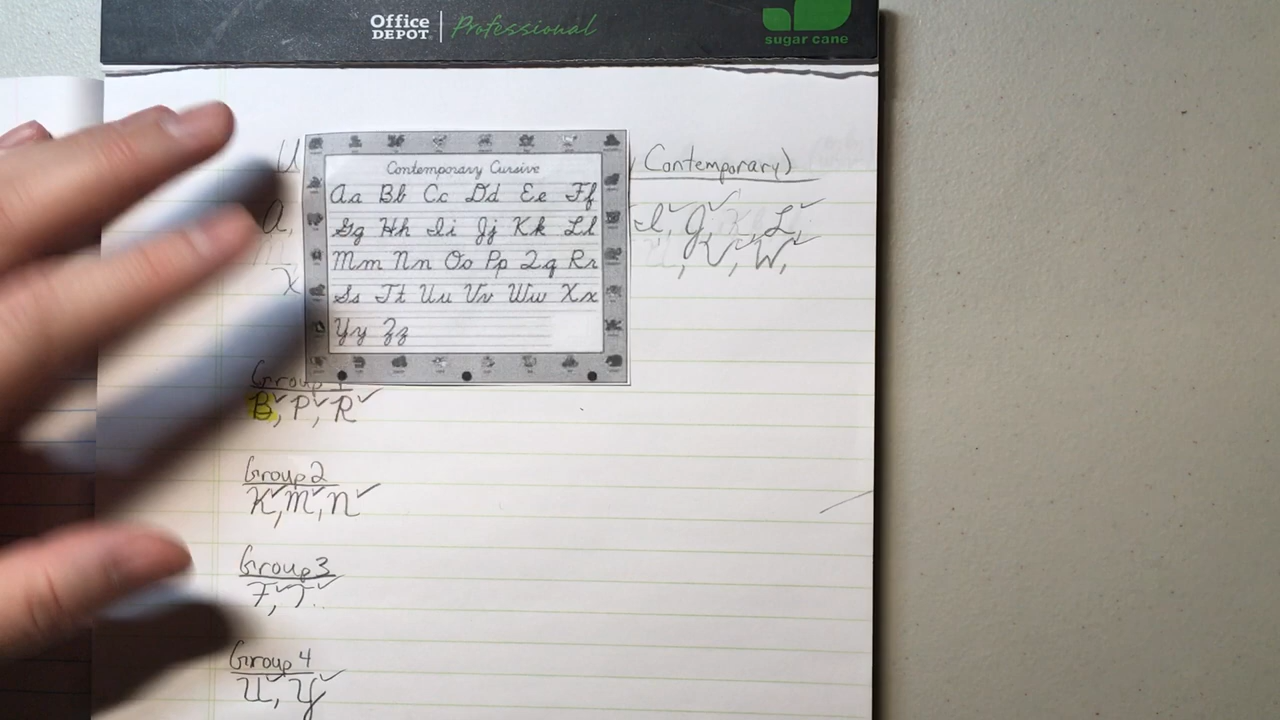 Office DEPOT. Professional
sugar cane
Contemporary)
Contemporary Cursive
Aa Bb Cc Dd Ee Ff
Gg Hh Ii Jj Kk Ll
Mm Nn Oo Pp Qq Rr
Ss Tt Uu Vv Ww Xx
Yy Zz
A, I, J, L,
V, W,
X
Group 1
B, P, R
Group 2
K, M, N
Group 3
F, T
Group 4
U, Y